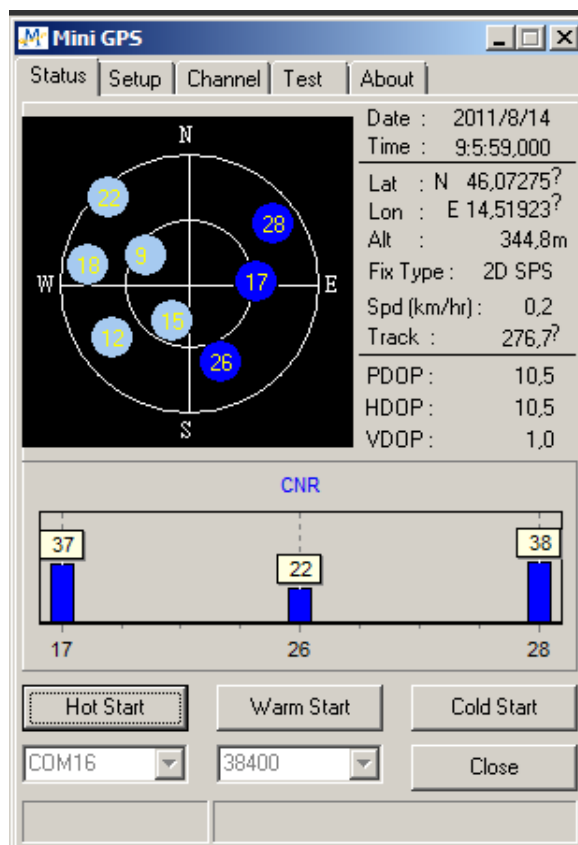 Mini GPS
Status Setup Channel Test About
Date : 2011/8/14
Time : 9:5:59,000
Lat : N 46,07275?
Lon : E 14,51923?
Alt : 344,8m
Fix Type : 2D SPS
Spd (km/hr) : 0,2
Track : 276,7?
PDOP : 10,5
HDOP : 10,5
VDOP : 1,0
N
22
28
9
18
17
W
E
15
12
26
S
CNR
37
22
38
17 26 28
Hot Start Warm Start Cold Start
COM16 38400 Close